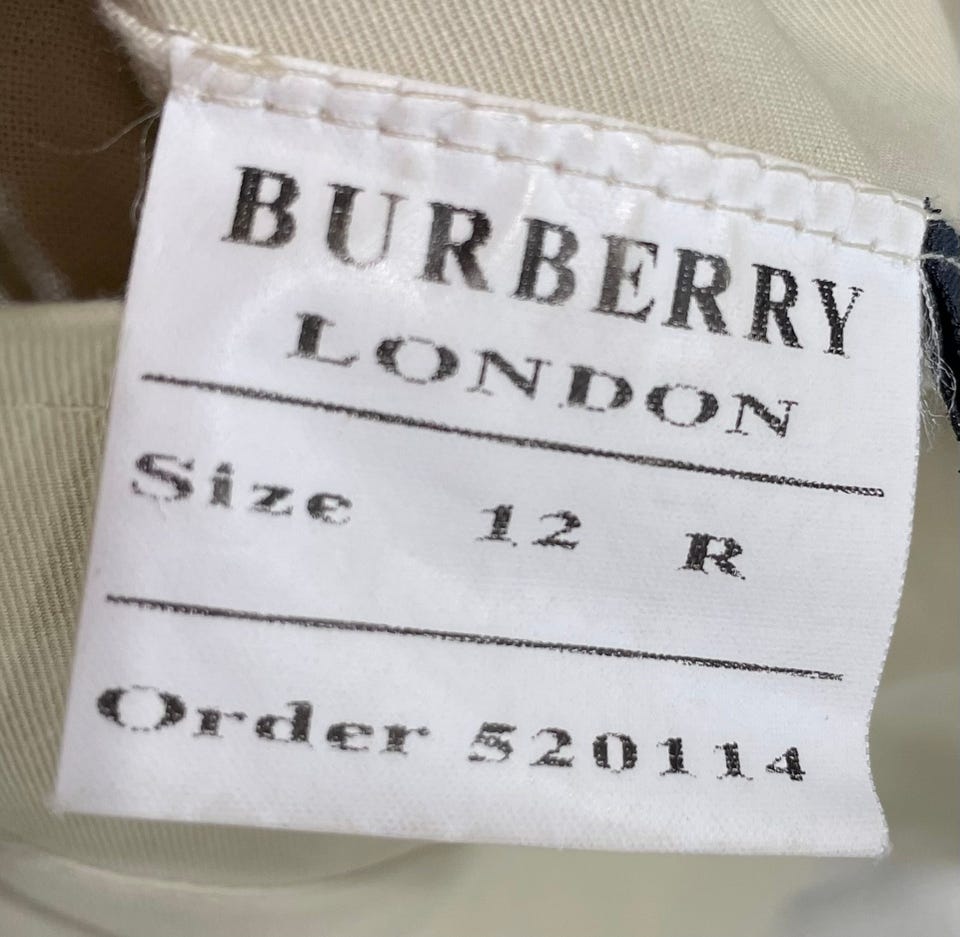 BURBERRY
LONDON
Size 12 R
Order 520114